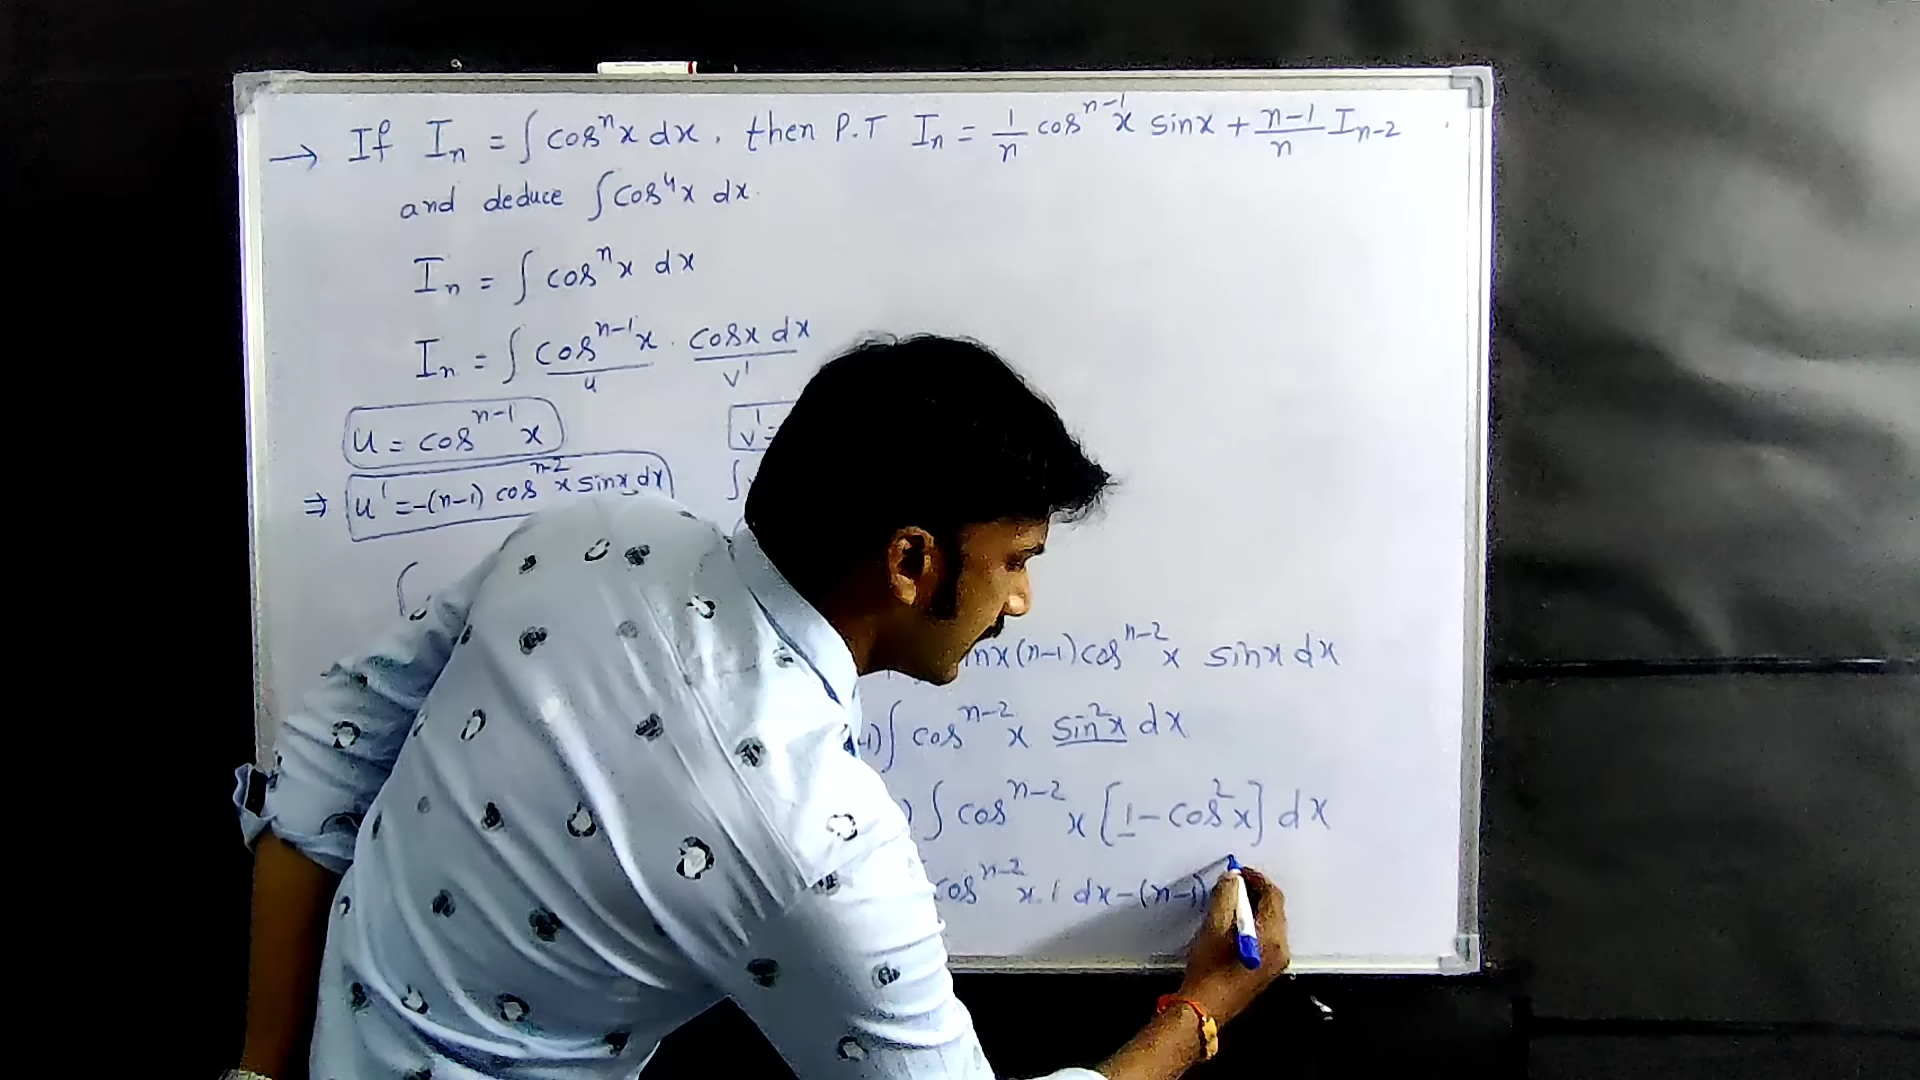 → If Iₙ = ∫ cosⁿx dx, then P.T Iₙ = 1/n cosⁿ⁻¹x sinx + n-1/n Iₙ₋₂
and deduce ∫ cos⁴x dx.
Iₙ = ∫ cosⁿx dx
Iₙ = ∫ cosⁿ⁻¹x . cosx dx
u v'
u = cosⁿ⁻¹x v' =
⇒ u' = -(n-1) cosⁿ⁻²x sinx dx ∫
∫
x (n-1) cosⁿ⁻²x sinx dx
-1) ∫ cosⁿ⁻²x sin²x dx
) ∫ cosⁿ⁻²x [1 - cos²x] dx
cosⁿ⁻²x . 1 dx - (n-1)